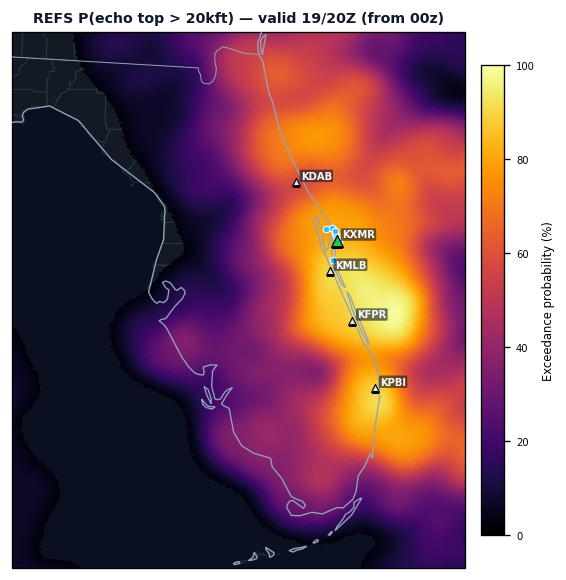 REFS P(echo top > 20kft) — valid 19/20Z (from 00z)
KDAB
KXMR
KMLB
KFPR
KPBI
100
80
60
40
20
0
Exceedance probability (%)